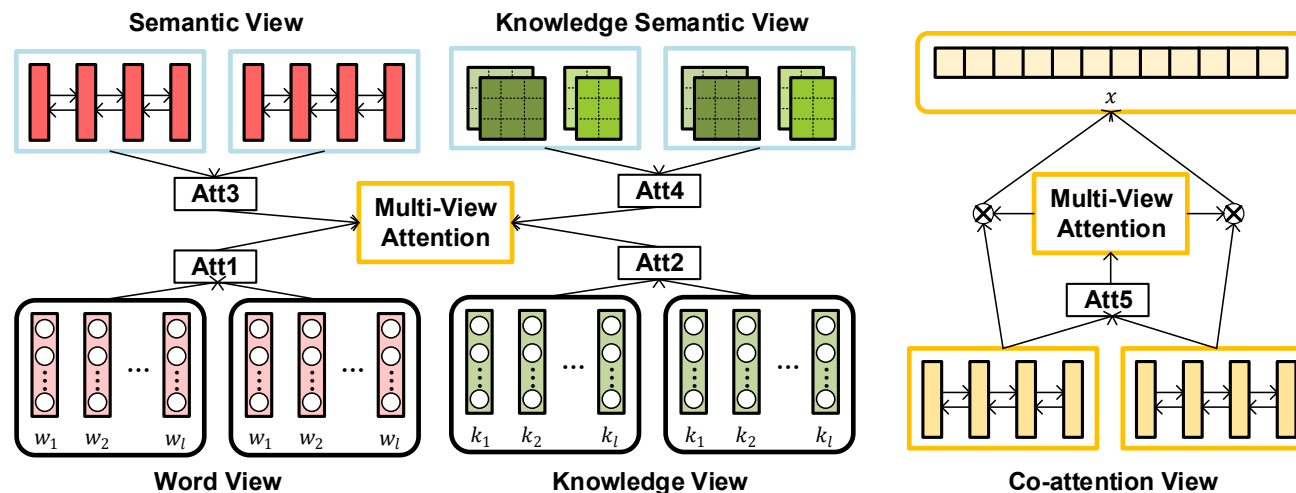 Semantic View
Knowledge Semantic View
x
Att3
Att4
Multi-View
Attention
Multi-View
Attention
Att1
Att2
Att5
... ... ... ...
w₁ w₂ wₗ w₁ w₂ wₗ k₁ k₂ kₗ k₁ k₂ kₗ
Word View
Knowledge View
Co-attention View